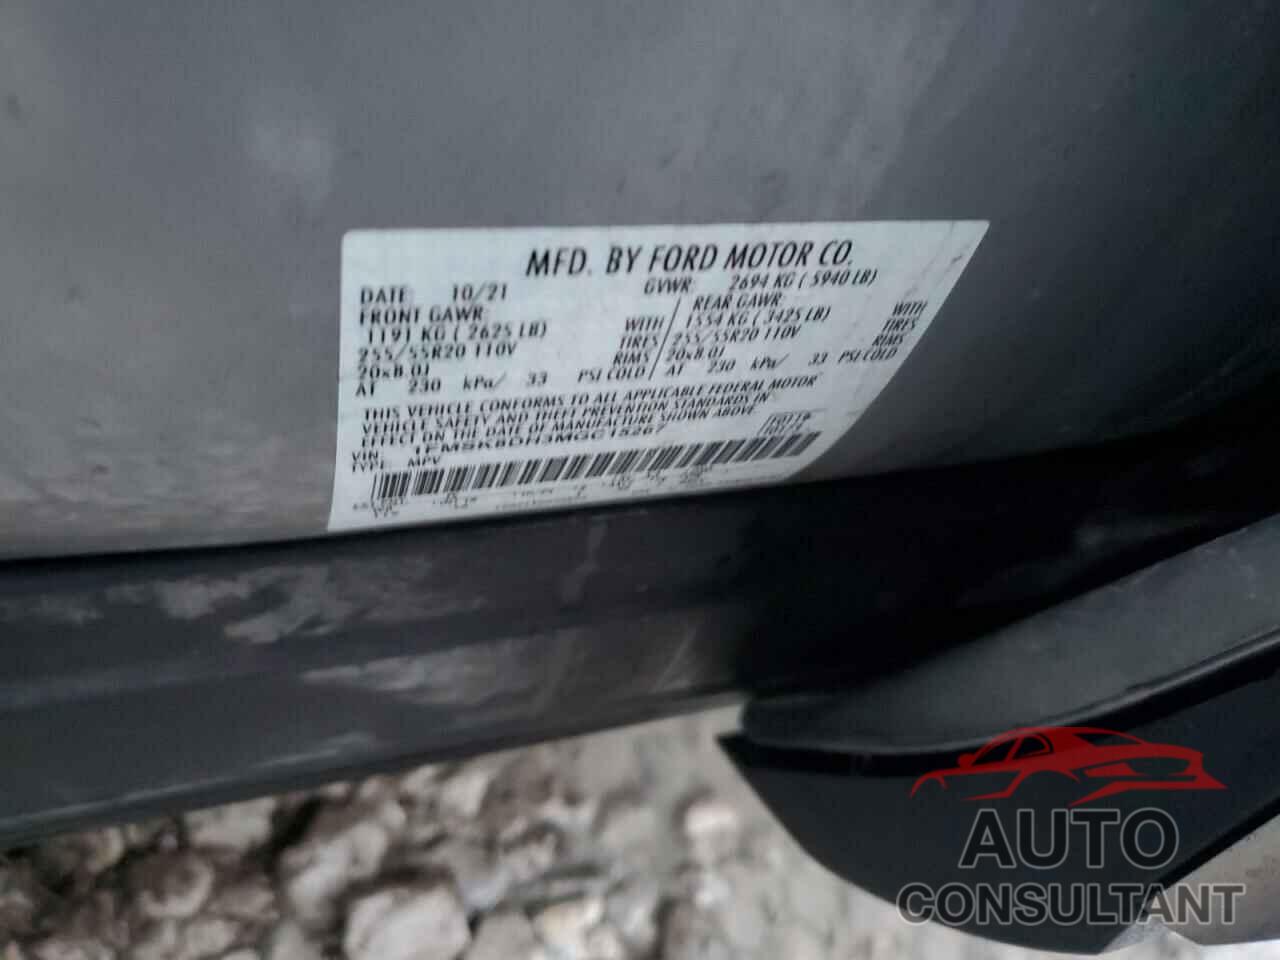 MFD. BY FORD MOTOR CO.
DATE: 10/21 GVWR: 2694 KG ( 5940 LB)
FRONT GAWR: REAR GAWR:
1191 KG ( 2625 LB) WITH 1554 KG ( 3425 LB) WITH
255/55R20 110V TIRES 255/55R20 110V TIRES
20x8.0J RIMS 20x8.0J RIMS
AT 230 kPa/ 33 PSI COLD AT 230 kPa/ 33 PSI COLD
THIS VEHICLE CONFORMS TO ALL APPLICABLE FEDERAL MOTOR
VEHICLE SAFETY AND THEFT PREVENTION STANDARDS IN
EFFECT ON THE DATE OF MANUFACTURE SHOWN ABOVE.
VIN: 1FMSK8DH3MGC15267
TYPE: MPV
AUTO
CONSULTANT